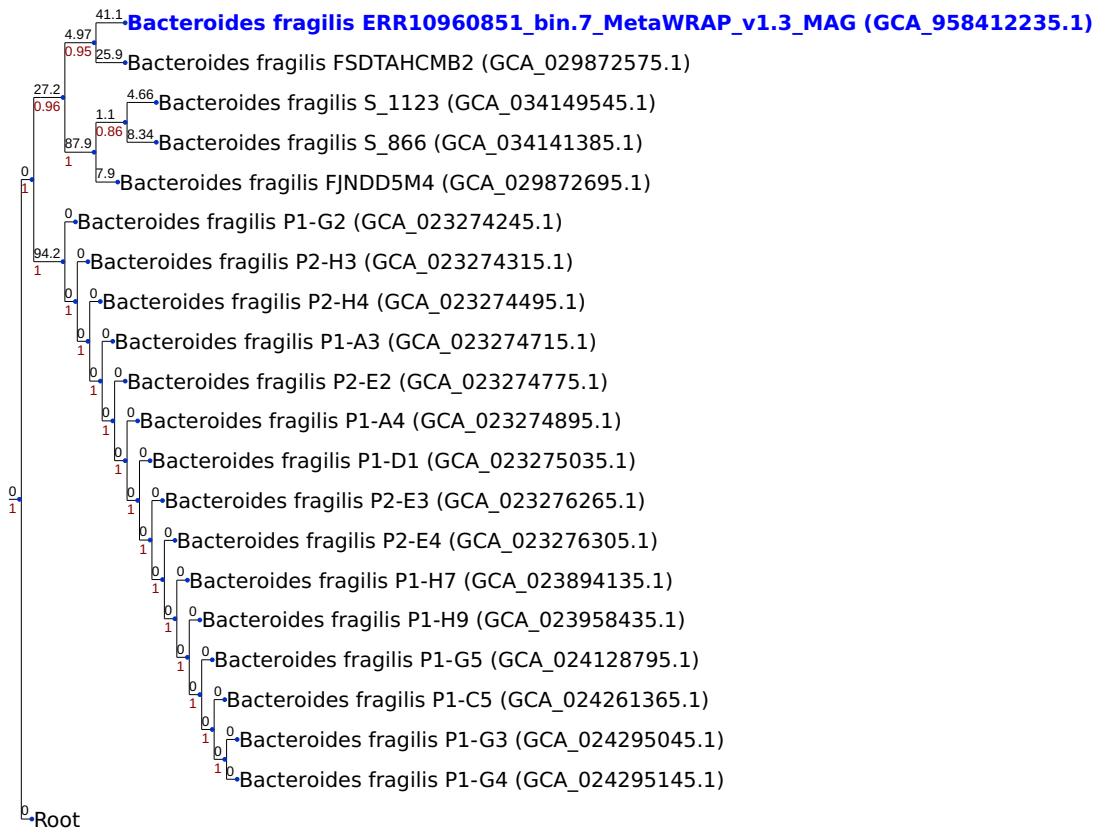 41.1
Bacteroides fragilis ERR10960851_bin.7_MetaWRAP_v1.3_MAG (GCA_958412235.1)
4.97
0.95
25.9
Bacteroides fragilis FSDTAHCMB2 (GCA_029872575.1)
27.2
0.96
4.66
Bacteroides fragilis S_1123 (GCA_034149545.1)
1.1
0.86
8.34
Bacteroides fragilis S_866 (GCA_034141385.1)
87.9
1
7.9
Bacteroides fragilis FJNDD5M4 (GCA_029872695.1)
0
1
0
Bacteroides fragilis P1-G2 (GCA_023274245.1)
94.2
1
0
Bacteroides fragilis P2-H3 (GCA_023274315.1)
0
1
0
Bacteroides fragilis P2-H4 (GCA_023274495.1)
0
1
0
Bacteroides fragilis P1-A3 (GCA_023274715.1)
0
1
0
Bacteroides fragilis P2-E2 (GCA_023274775.1)
0
1
0
Bacteroides fragilis P1-A4 (GCA_023274895.1)
0
1
0
Bacteroides fragilis P1-D1 (GCA_023275035.1)
0
1
0
Bacteroides fragilis P2-E3 (GCA_023276265.1)
0
1
0
1
0
Bacteroides fragilis P2-E4 (GCA_023276305.1)
0
1
0
Bacteroides fragilis P1-H7 (GCA_023894135.1)
0
1
0
Bacteroides fragilis P1-H9 (GCA_023958435.1)
0
1
0
Bacteroides fragilis P1-G5 (GCA_024128795.1)
0
1
0
Bacteroides fragilis P1-C5 (GCA_024261365.1)
0
1
0
Bacteroides fragilis P1-G3 (GCA_024295045.1)
0
1
0
Bacteroides fragilis P1-G4 (GCA_024295145.1)
0
Root